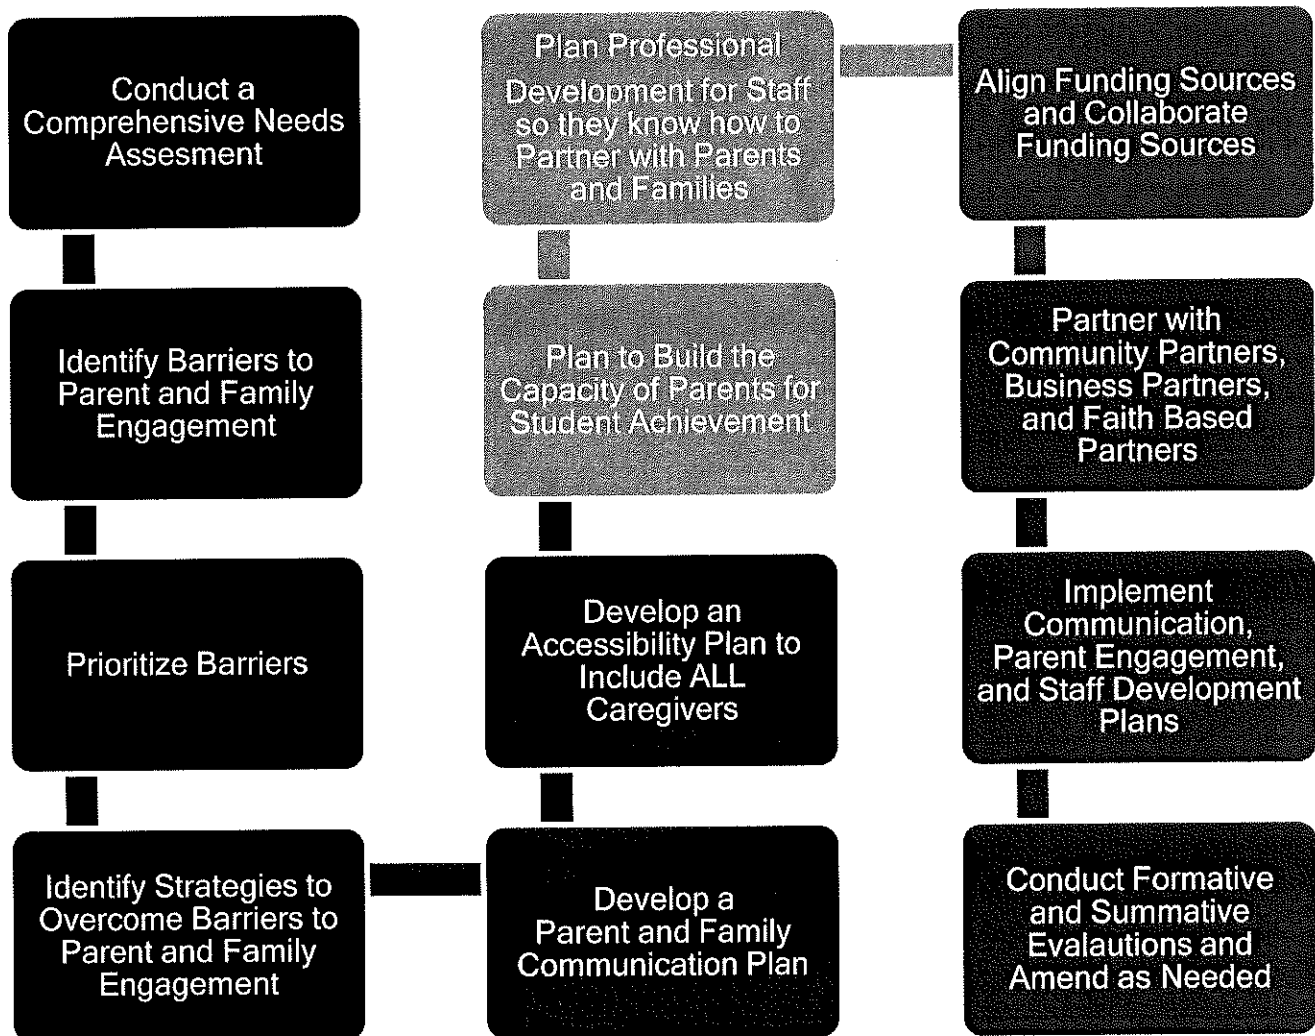 Conduct a
Comprehensive Needs
Assesment
Identify Barriers to
Parent and Family
Engagement
Prioritize Barriers
Identify Strategies to
Overcome Barriers to
Parent and Family
Engagement
Develop a
Parent and Family
Communication Plan
Develop an
Accessibility Plan to
Include ALL
Caregivers
Plan to Build the
Capacity of Parents for
Student Achievement
Plan Professional
Development for Staff
so they know how to
Partner with Parents
and Families
Align Funding Sources
and Collaborate
Funding Sources
Partner with
Community Partners,
Business Partners,
and Faith Based
Partners
Implement
Communication,
Parent Engagement,
and Staff Development
Plans
Conduct Formative
and Summative
Evalautions and
Amend as Needed